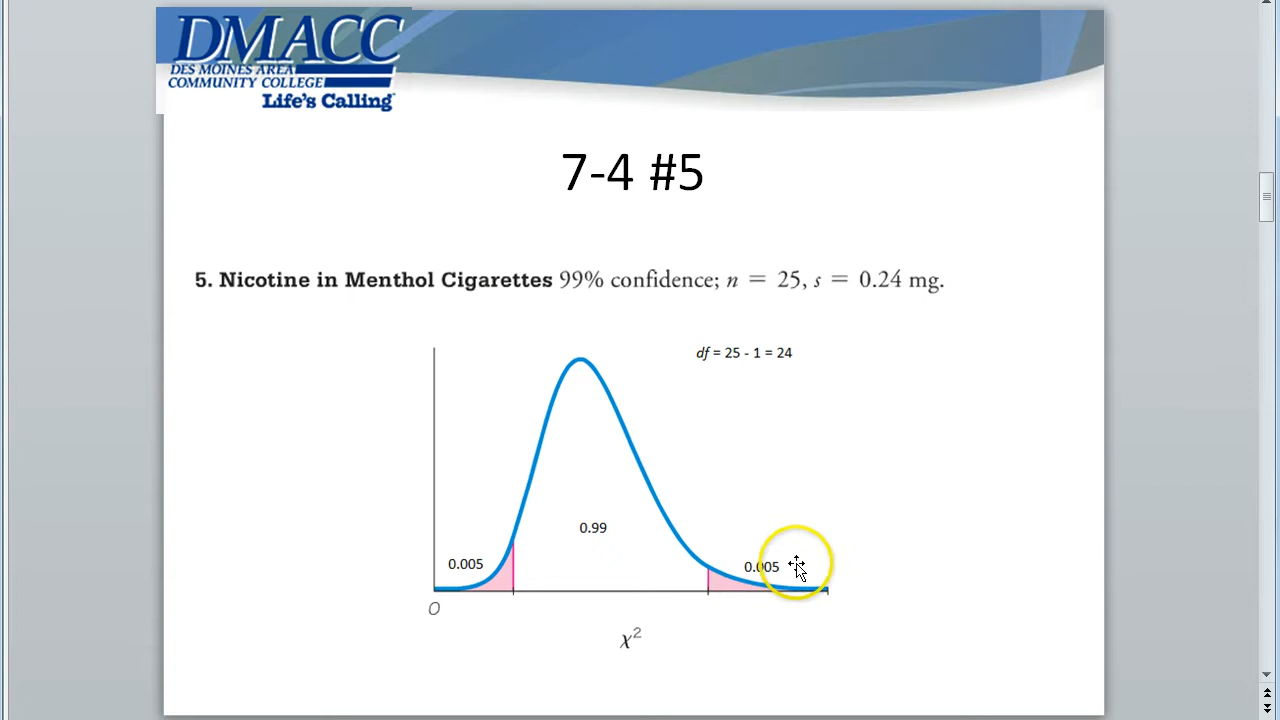 DMACC
DES MOINES AREA
COMMUNITY COLLEGE
Life's Calling
7-4 #5
5. Nicotine in Menthol Cigarettes 99% confidence; n = 25, s = 0.24 mg.
df = 25 - 1 = 24
0.99
0.005
0.005
0
χ²